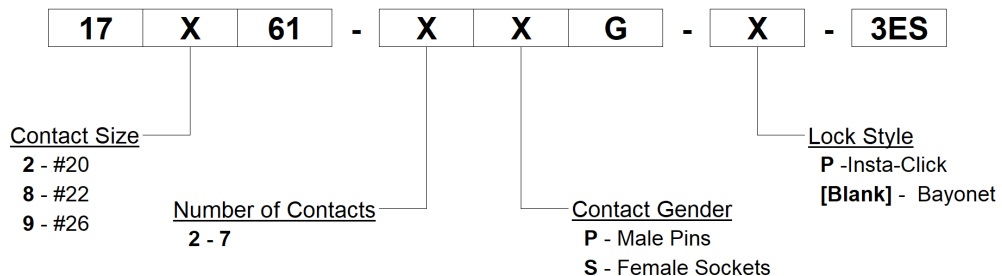 17 X 61 - X X G - X - 3ES
Contact Size
2 - #20
8 - #22
9 - #26
Number of Contacts
2 - 7
Contact Gender
P - Male Pins
S - Female Sockets
Lock Style
P -Insta-Click
[Blank] - Bayonet